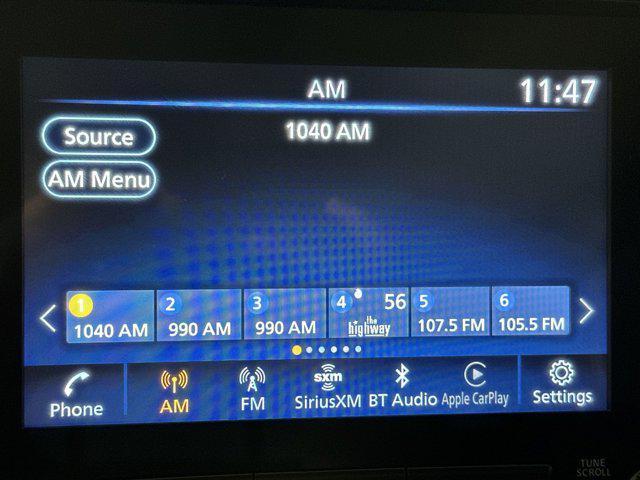 AM
11:47
Source
1040 AM
AM Menu
1 1040 AM
2 990 AM
3 990 AM
4 56 the highway
5 107.5 FM
6 105.5 FM
Phone
AM
FM
sxm
SiriusXM
BT Audio
Apple CarPlay
Settings
TUNE
SCROLL